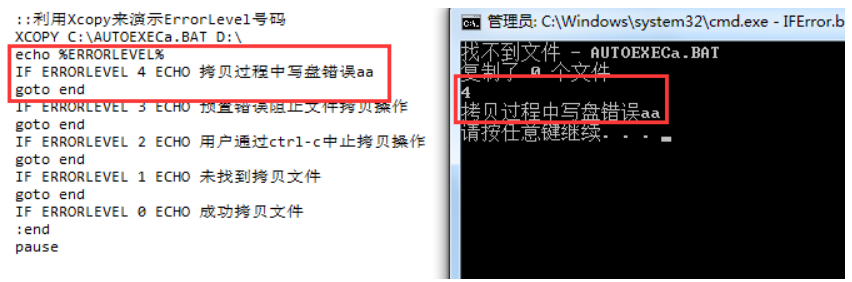 ::利用Xcopy来演示ErrorLevel号码
XCOPY C:\AUTOEXECa.BAT D:\
echo %ERRORLEVEL%
IF ERRORLEVEL 4 ECHO 拷贝过程中写盘错误aa
goto end
IF ERRORLEVEL 3 ECHO 预置错误阻止文件拷贝操作
goto end
IF ERRORLEVEL 2 ECHO 用户通过ctrl-c中止拷贝操作
goto end
IF ERRORLEVEL 1 ECHO 未找到拷贝文件
goto end
IF ERRORLEVEL 0 ECHO 成功拷贝文件
:end
pause
管理员: C:\Windows\system32\cmd.exe - IFError.b
找不到文件 - AUTOEXECa.BAT
复制了 0 个文件
4
拷贝过程中写盘错误aa
请按任意键继续. . .